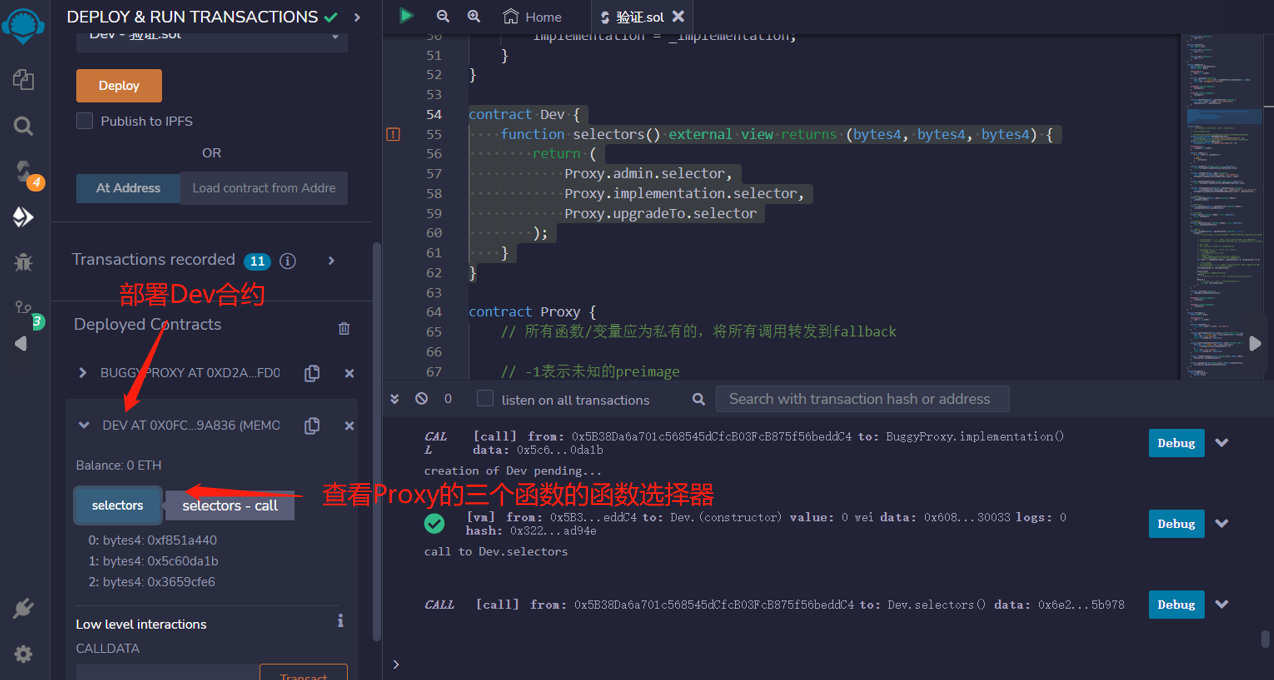 DEPLOY & RUN TRANSACTIONS
Dev - 验证.sol
Deploy
Publish to IPFS
OR
At Address
Load contract from Addre
4
Transactions recorded 11
部署Dev合约
3
Deployed Contracts
BUGGYPROXY AT 0XD2A...FD0
DEV AT 0X0FC...9A836 (MEMO
Balance: 0 ETH
selectors
selectors - call
查看Proxy的三个函数的函数选择器
0: bytes4: 0xf851a440
1: bytes4: 0x5c60da1b
2: bytes4: 0x3659cfe6
Low level interactions
CALLDATA
Transact
Home
验证.sol
50 implementation = _implementation;
51 }
52 }
53
54 contract Dev {
55 function selectors() external view returns (bytes4, bytes4, bytes4) {
56 return (
57 Proxy.admin.selector,
58 Proxy.implementation.selector,
59 Proxy.upgradeTo.selector
60 );
61 }
62 }
63
64 contract Proxy {
65 // 所有函数/变量应为私有的，将所有调用转发到fallback
66
67 // -1表示未知的preimage
0
listen on all transactions
Search with transaction hash or address
CALL [call] from: 0x5B38Da6a701c568545dCfcB03FcB875f56beddC4 to: BuggyProxy.implementation()
data: 0x5c6...0da1b
Debug
creation of Dev pending...
[vm] from: 0x5B3...eddC4 to: Dev.(constructor) value: 0 wei data: 0x608...30033 logs: 0
hash: 0x322...ad94e
Debug
call to Dev.selectors
CALL [call] from: 0x5B38Da6a701c568545dCfcB03FcB875f56beddC4 to: Dev.selectors() data: 0x6e2...5b978
Debug
>